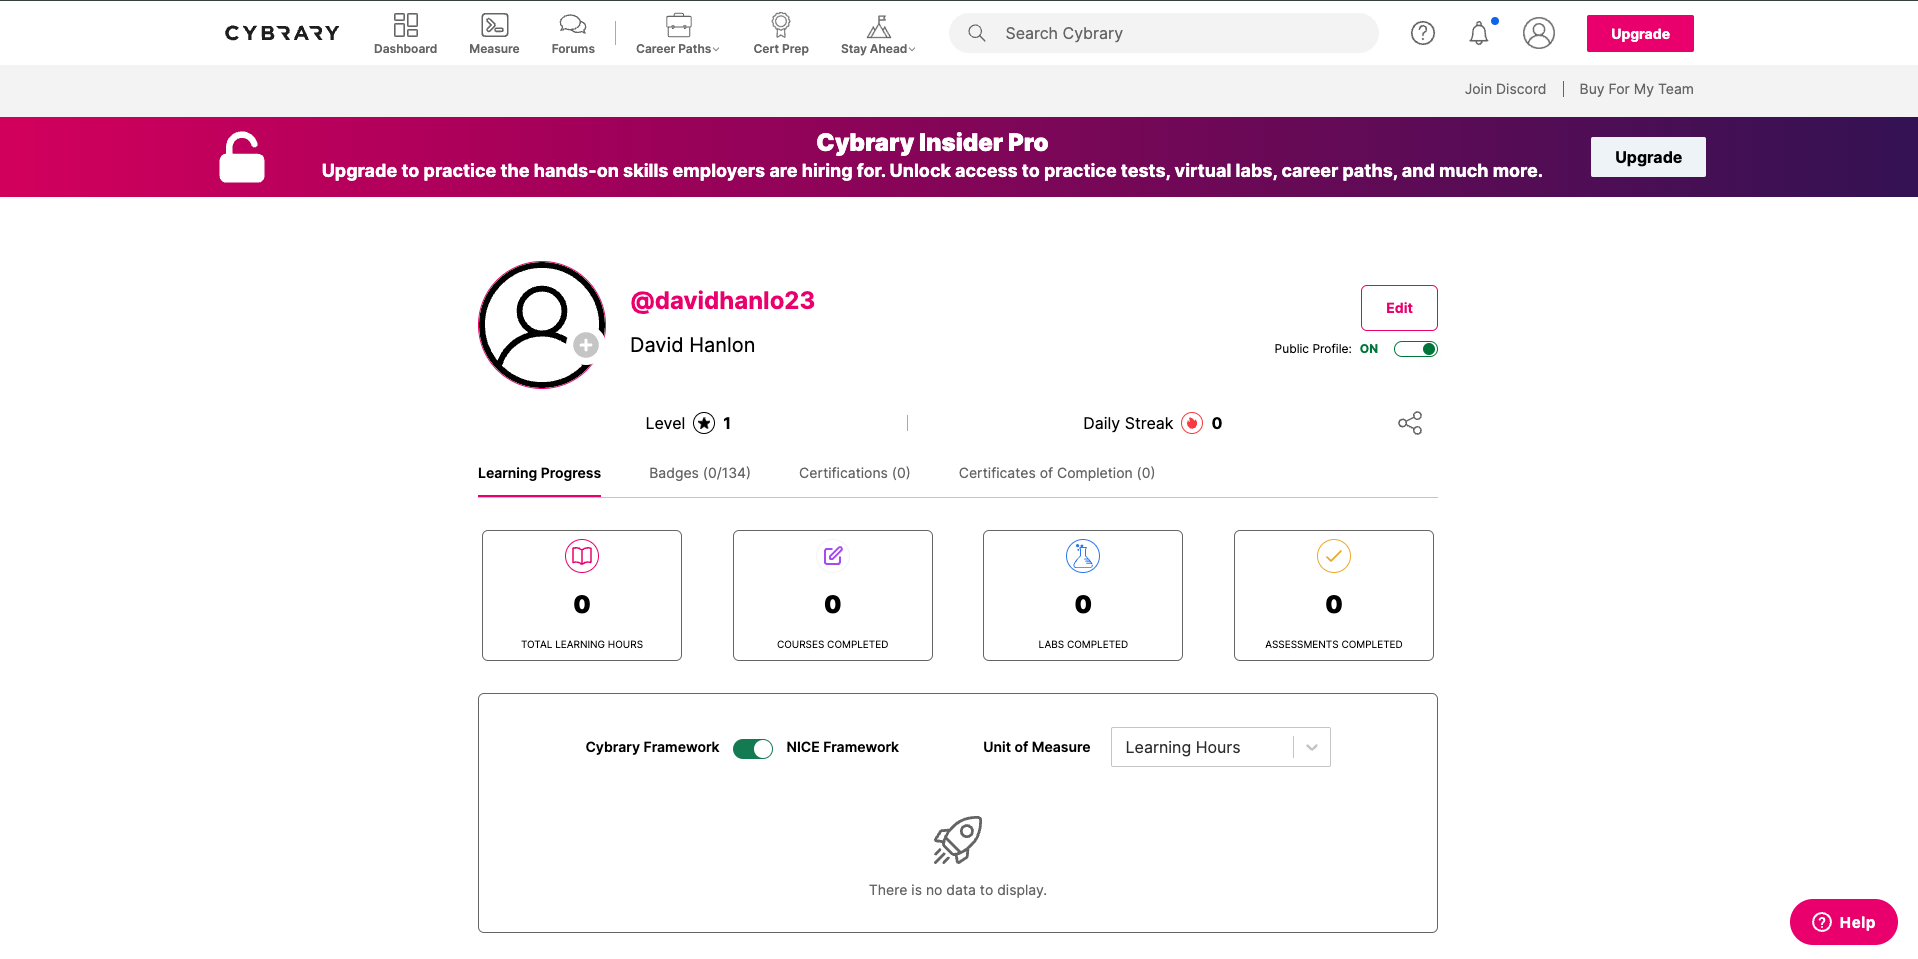 CYBRARY
Dashboard
Measure
Forums
Career Paths
Cert Prep
Stay Ahead
Search Cybrary
Upgrade
Join Discord
Buy For My Team
Cybrary Insider Pro
Upgrade to practice the hands-on skills employers are hiring for. Unlock access to practice tests, virtual labs, career paths, and much more.
Upgrade
@davidhanlo23
David Hanlon
Edit
Public Profile: ON
Level 1
Daily Streak 0
Learning Progress
Badges (0/134)
Certifications (0)
Certificates of Completion (0)
0
TOTAL LEARNING HOURS
0
COURSES COMPLETED
0
LABS COMPLETED
0
ASSESSMENTS COMPLETED
Cybrary Framework
NICE Framework
Unit of Measure
Learning Hours
There is no data to display.
Help